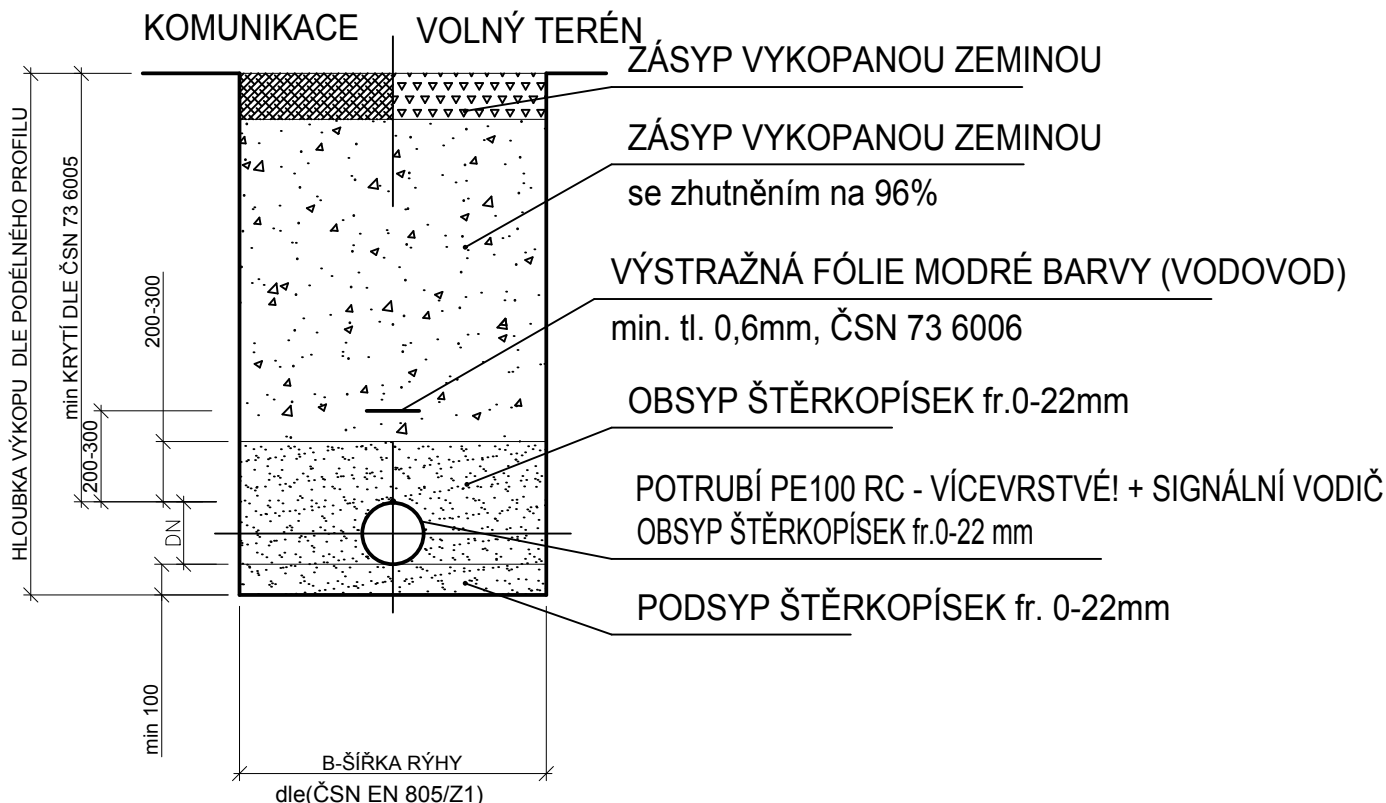 KOMUNIKACE
VOLNÝ TERÉN
ZÁSYP VYKOPANOU ZEMINOU
ZÁSYP VYKOPANOU ZEMINOU
se zhutněním na 96%
VÝSTRAŽNÁ FÓLIE MODRÉ BARVY (VODOVOD)
min. tl. 0,6mm, ČSN 73 6006
OBSYP ŠTĚRKOPÍSEK fr.0-22mm
POTRUBÍ PE100 RC - VÍCEVRSTVÉ! + SIGNÁLNÍ VODIČ
OBSYP ŠTĚRKOPÍSEK fr.0-22 mm
PODSYP ŠTĚRKOPÍSEK fr. 0-22mm
HLOUBKA VÝKOPU DLE PODÉLNÉHO PROFILU
min KRYTÍ DLE ČSN 73 6005
200-300
200-300
DN
min 100
B-ŠÍŘKA RÝHY
dle(ČSN EN 805/Z1)